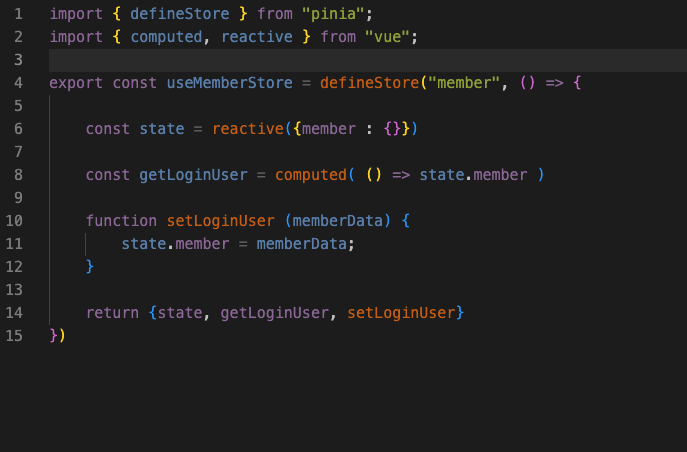 1 import { defineStore } from "pinia";
2 import { computed, reactive } from "vue";
3
4 export const useMemberStore = defineStore("member", () => {
5
6     const state = reactive({member : {}})
7
8     const getLoginUser = computed( () => state.member )
9
10     function setLoginUser (memberData) {
11         state.member = memberData;
12     }
13
14     return {state, getLoginUser, setLoginUser}
15 })